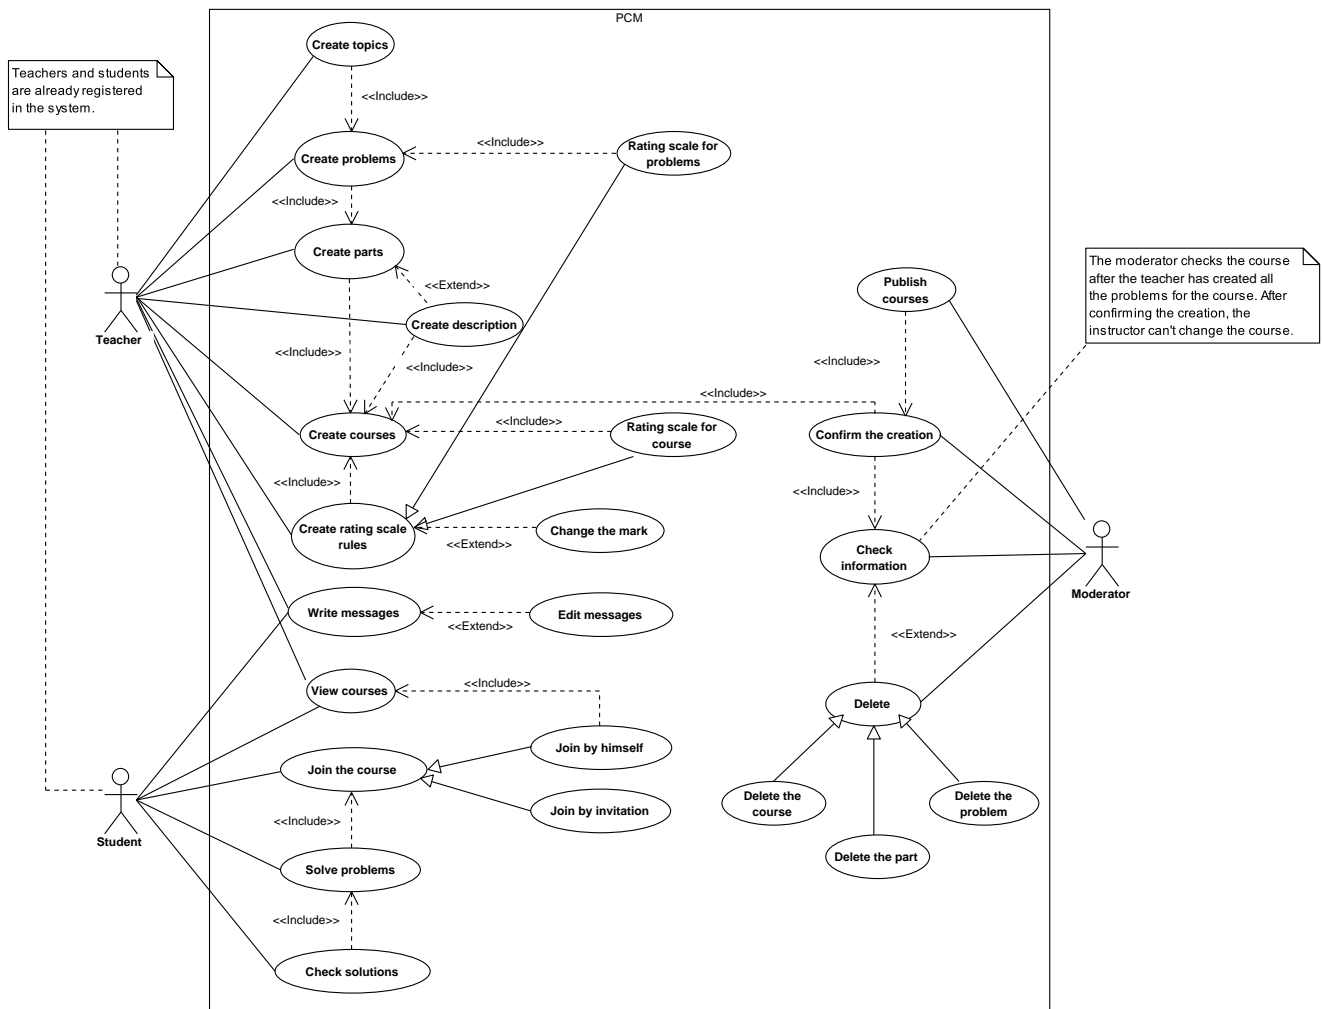 PCM
Create topics
Teachers and students
are already registered
in the system.
<<Include>>
Create problems
<<Include>>
Rating scale for
problems
<<Include>>
Create parts
<<Extend>>
Create description
Teacher
<<Include>>
<<Include>>
Publish
courses
The moderator checks the course
after the teacher has created all
the problems for the course. After
confirming the creation, the
instructor can't change the course.
<<Include>>
<<Include>>
Create courses
<<Include>>
Rating scale for
course
Confirm the creation
<<Include>>
<<Include>>
Create rating scale
rules
<<Extend>>
Change the mark
Check
information
Moderator
Write messages
<<Extend>>
Edit messages
<<Extend>>
View courses
<<Include>>
Delete
Join by himself
Join the course
Join by invitation
Delete the
course
Delete the
problem
<<Include>>
Student
Delete the part
Solve problems
<<Include>>
Check solutions